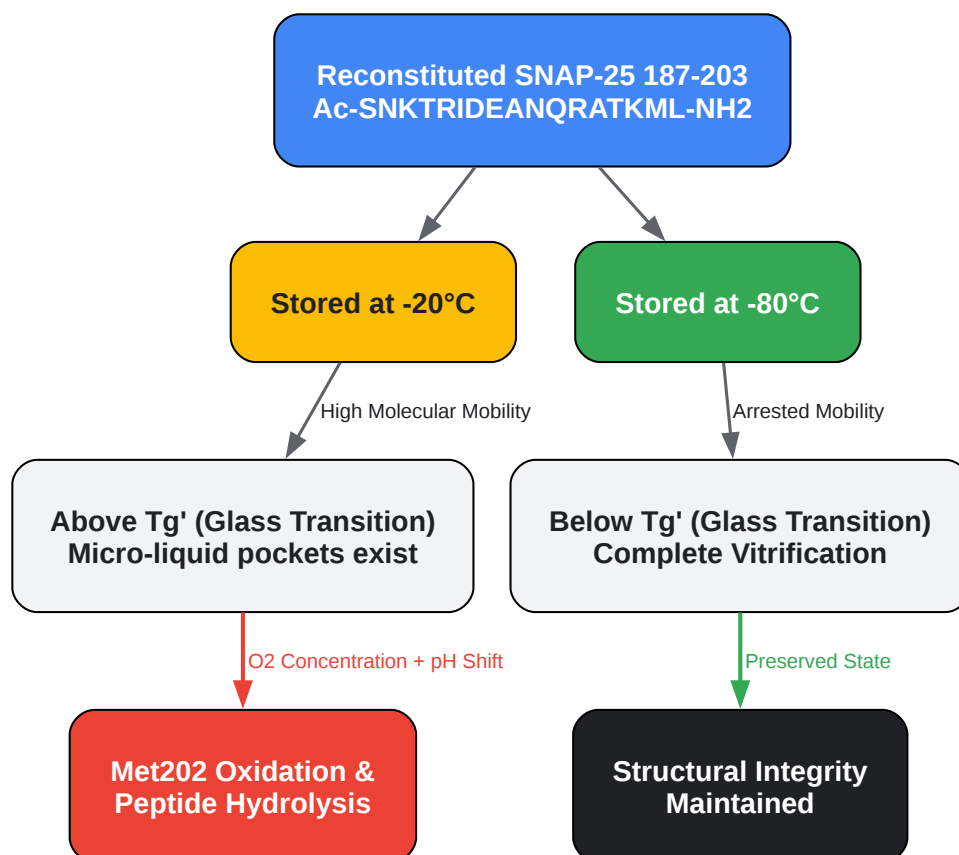 Reconstituted SNAP-25 187-203
Ac-SNKTRIDEANQRATKML-NH2
Stored at -20°C
Stored at -80°C
High Molecular Mobility
Arrested Mobility
Above Tg' (Glass Transition)
Micro-liquid pockets exist
Below Tg' (Glass Transition)
Complete Vitrification
O2 Concentration + pH Shift
Preserved State
Met202 Oxidation &
Peptide Hydrolysis
Structural Integrity
Maintained